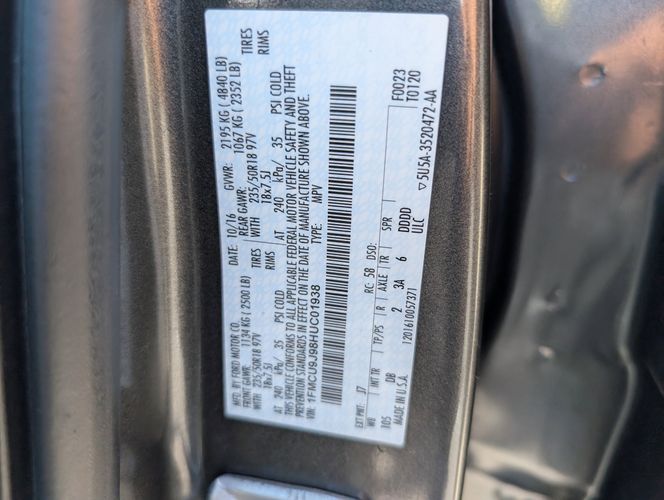 MFD. BY FORD MOTOR CO. DATE: 10/16 GVWR: 2195 KG ( 4840 LB)
FRONT GAWR: 1134 KG ( 2500 LB) REAR GAWR: 1067 KG ( 2352 LB)
WITH 235/50R18 97V TIRES WITH 235/50R18 97V TIRES
18x7.5J RIMS 18x7.5J RIMS
AT 240 kPa/ 35 PSI COLD AT 240 kPa/ 35 PSI COLD
THIS VEHICLE CONFORMS TO ALL APPLICABLE FEDERAL MOTOR VEHICLE SAFETY AND THEFT
PREVENTION STANDARDS IN EFFECT ON THE DATE OF MANUFACTURE SHOWN ABOVE.
VIN: 1FMCU9J98HUC01938 TYPE: MPV
F0023
T0120
EXT PNT: J7 RC: 5B DSO:
WB INT TR TP/PS R AXLE TR SPR
105 DB 2 3A 6 DDDD
MADE IN U.S.A. 1201610057371 ULC
▽5U5A-3520472-AA